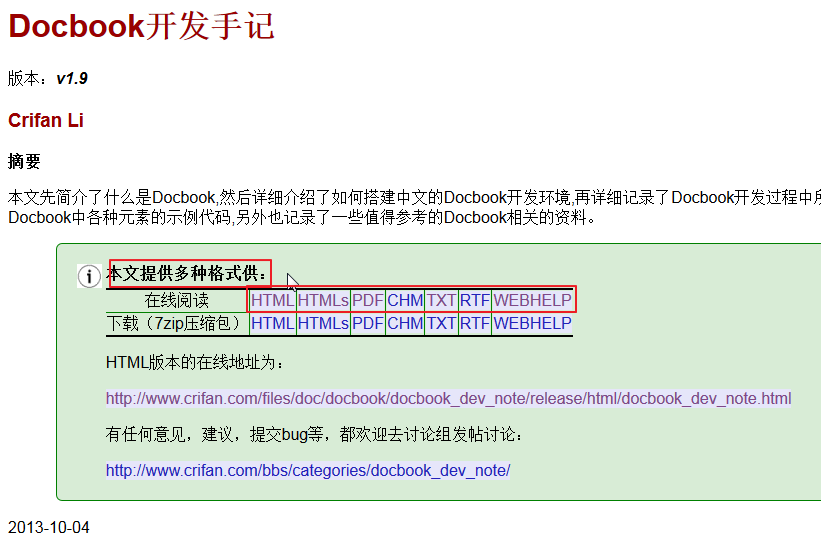 Docbook开发手记
版本：v1.9
Crifan Li
摘要
本文先简介了什么是Docbook,然后详细介绍了如何搭建中文的Docbook开发环境,再详细记录了Docbook开发过程中所
Docbook中各种元素的示例代码,另外也记录了一些值得参考的Docbook相关的资料。
本文提供多种格式供：
在线阅读 HTML HTMLs PDF CHM TXT RTF WEBHELP
下载（7zip压缩包） HTML HTMLs PDF CHM TXT RTF WEBHELP
HTML版本的在线地址为：
http://www.crifan.com/files/doc/docbook/docbook_dev_note/release/html/docbook_dev_note.html
有任何意见，建议，提交bug等，都欢迎去讨论组发帖讨论：
http://www.crifan.com/bbs/categories/docbook_dev_note/
2013-10-04